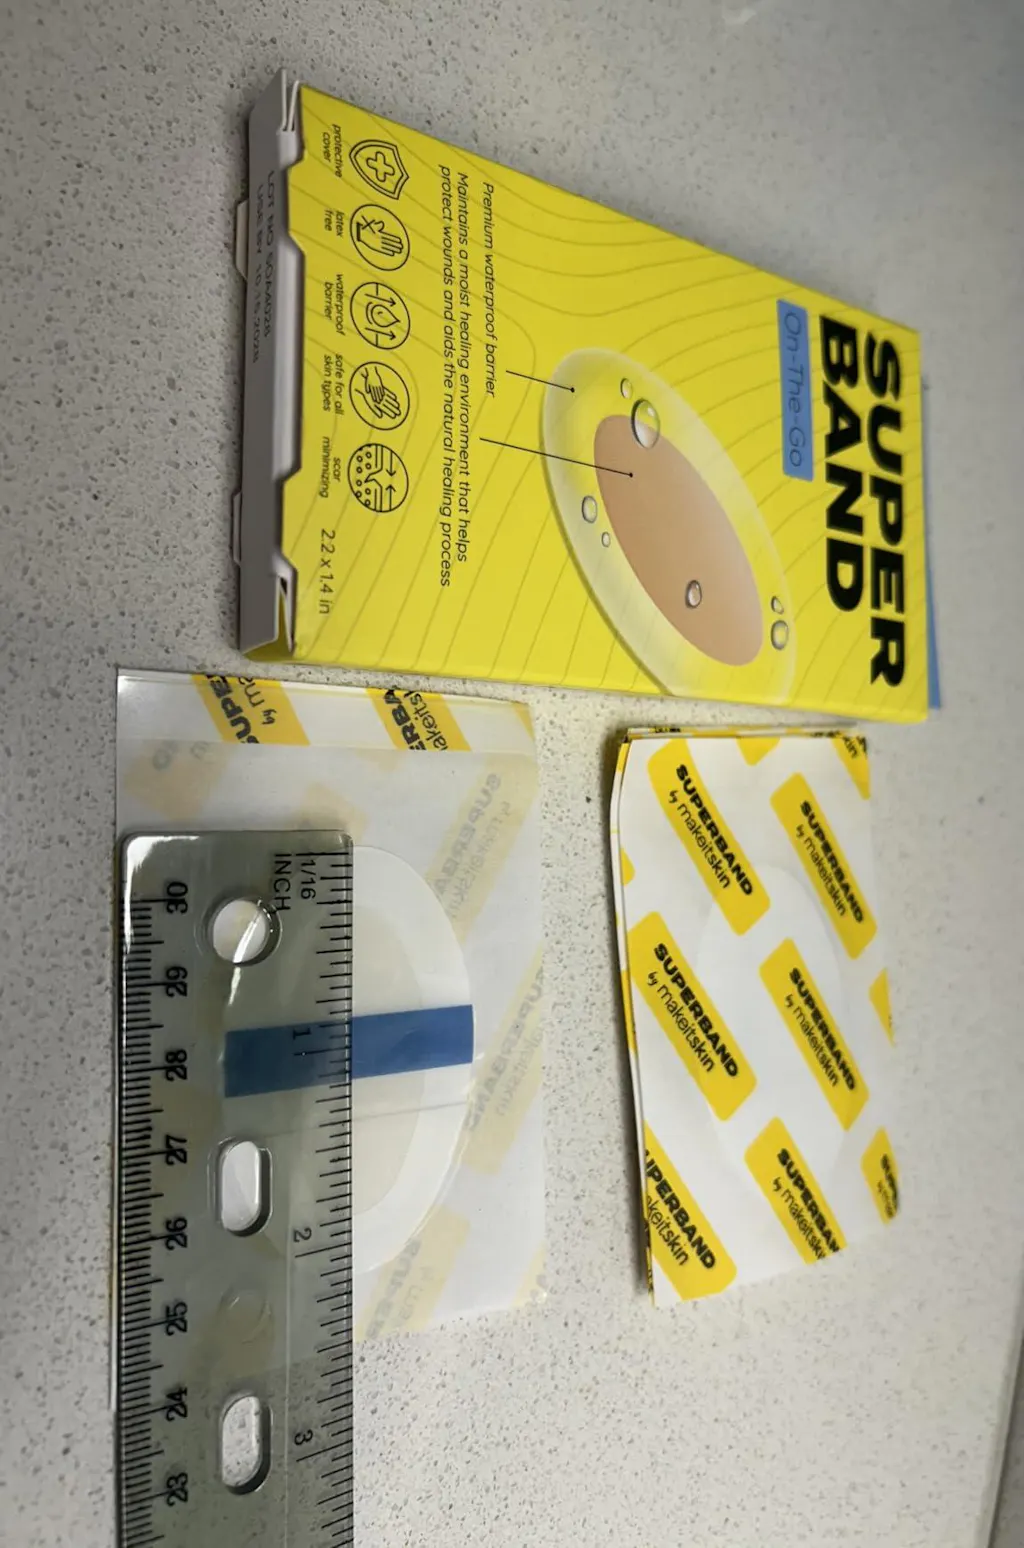 SUPER
BAND
On-The-Go
Premium waterproof barrier
Maintains a moist healing environment that helps
protect wounds and aids the natural healing process
protective
cover
latex
free
waterproof
barrier
safe for all
skin types
scar
minimizing
2.2 x 1.4 in
SUPERBAND
by makeitskin
SUPERBAND
by makeitskin
SUPERBAND
by makeitskin
SUPERBAND
by makeitskin
1/16
INCH
1
2
3
30
29
28
27
26
25
24
23